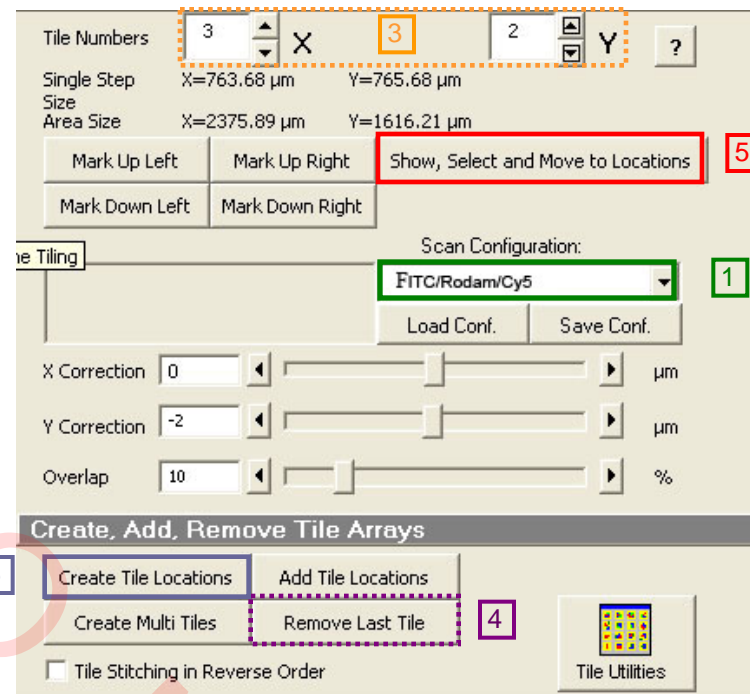 Tile Numbers 3 X 3 2 Y ?
Single Step Size X=763.68 µm Y=765.68 µm
Area Size X=2375.89 µm Y=1616.21 µm
Mark Up Left Mark Up Right Show, Select and Move to Locations 5
Mark Down Left Mark Down Right
ne Tiling Scan Configuration:
FITC/Rodam/Cy5 1
Load Conf. Save Conf.
X Correction 0 µm
Y Correction -2 µm
Overlap 10 %
Create, Add, Remove Tile Arrays
Create Tile Locations Add Tile Locations
Create Multi Tiles Remove Last Tile 4
Tile Stitching in Reverse Order Tile Utilities